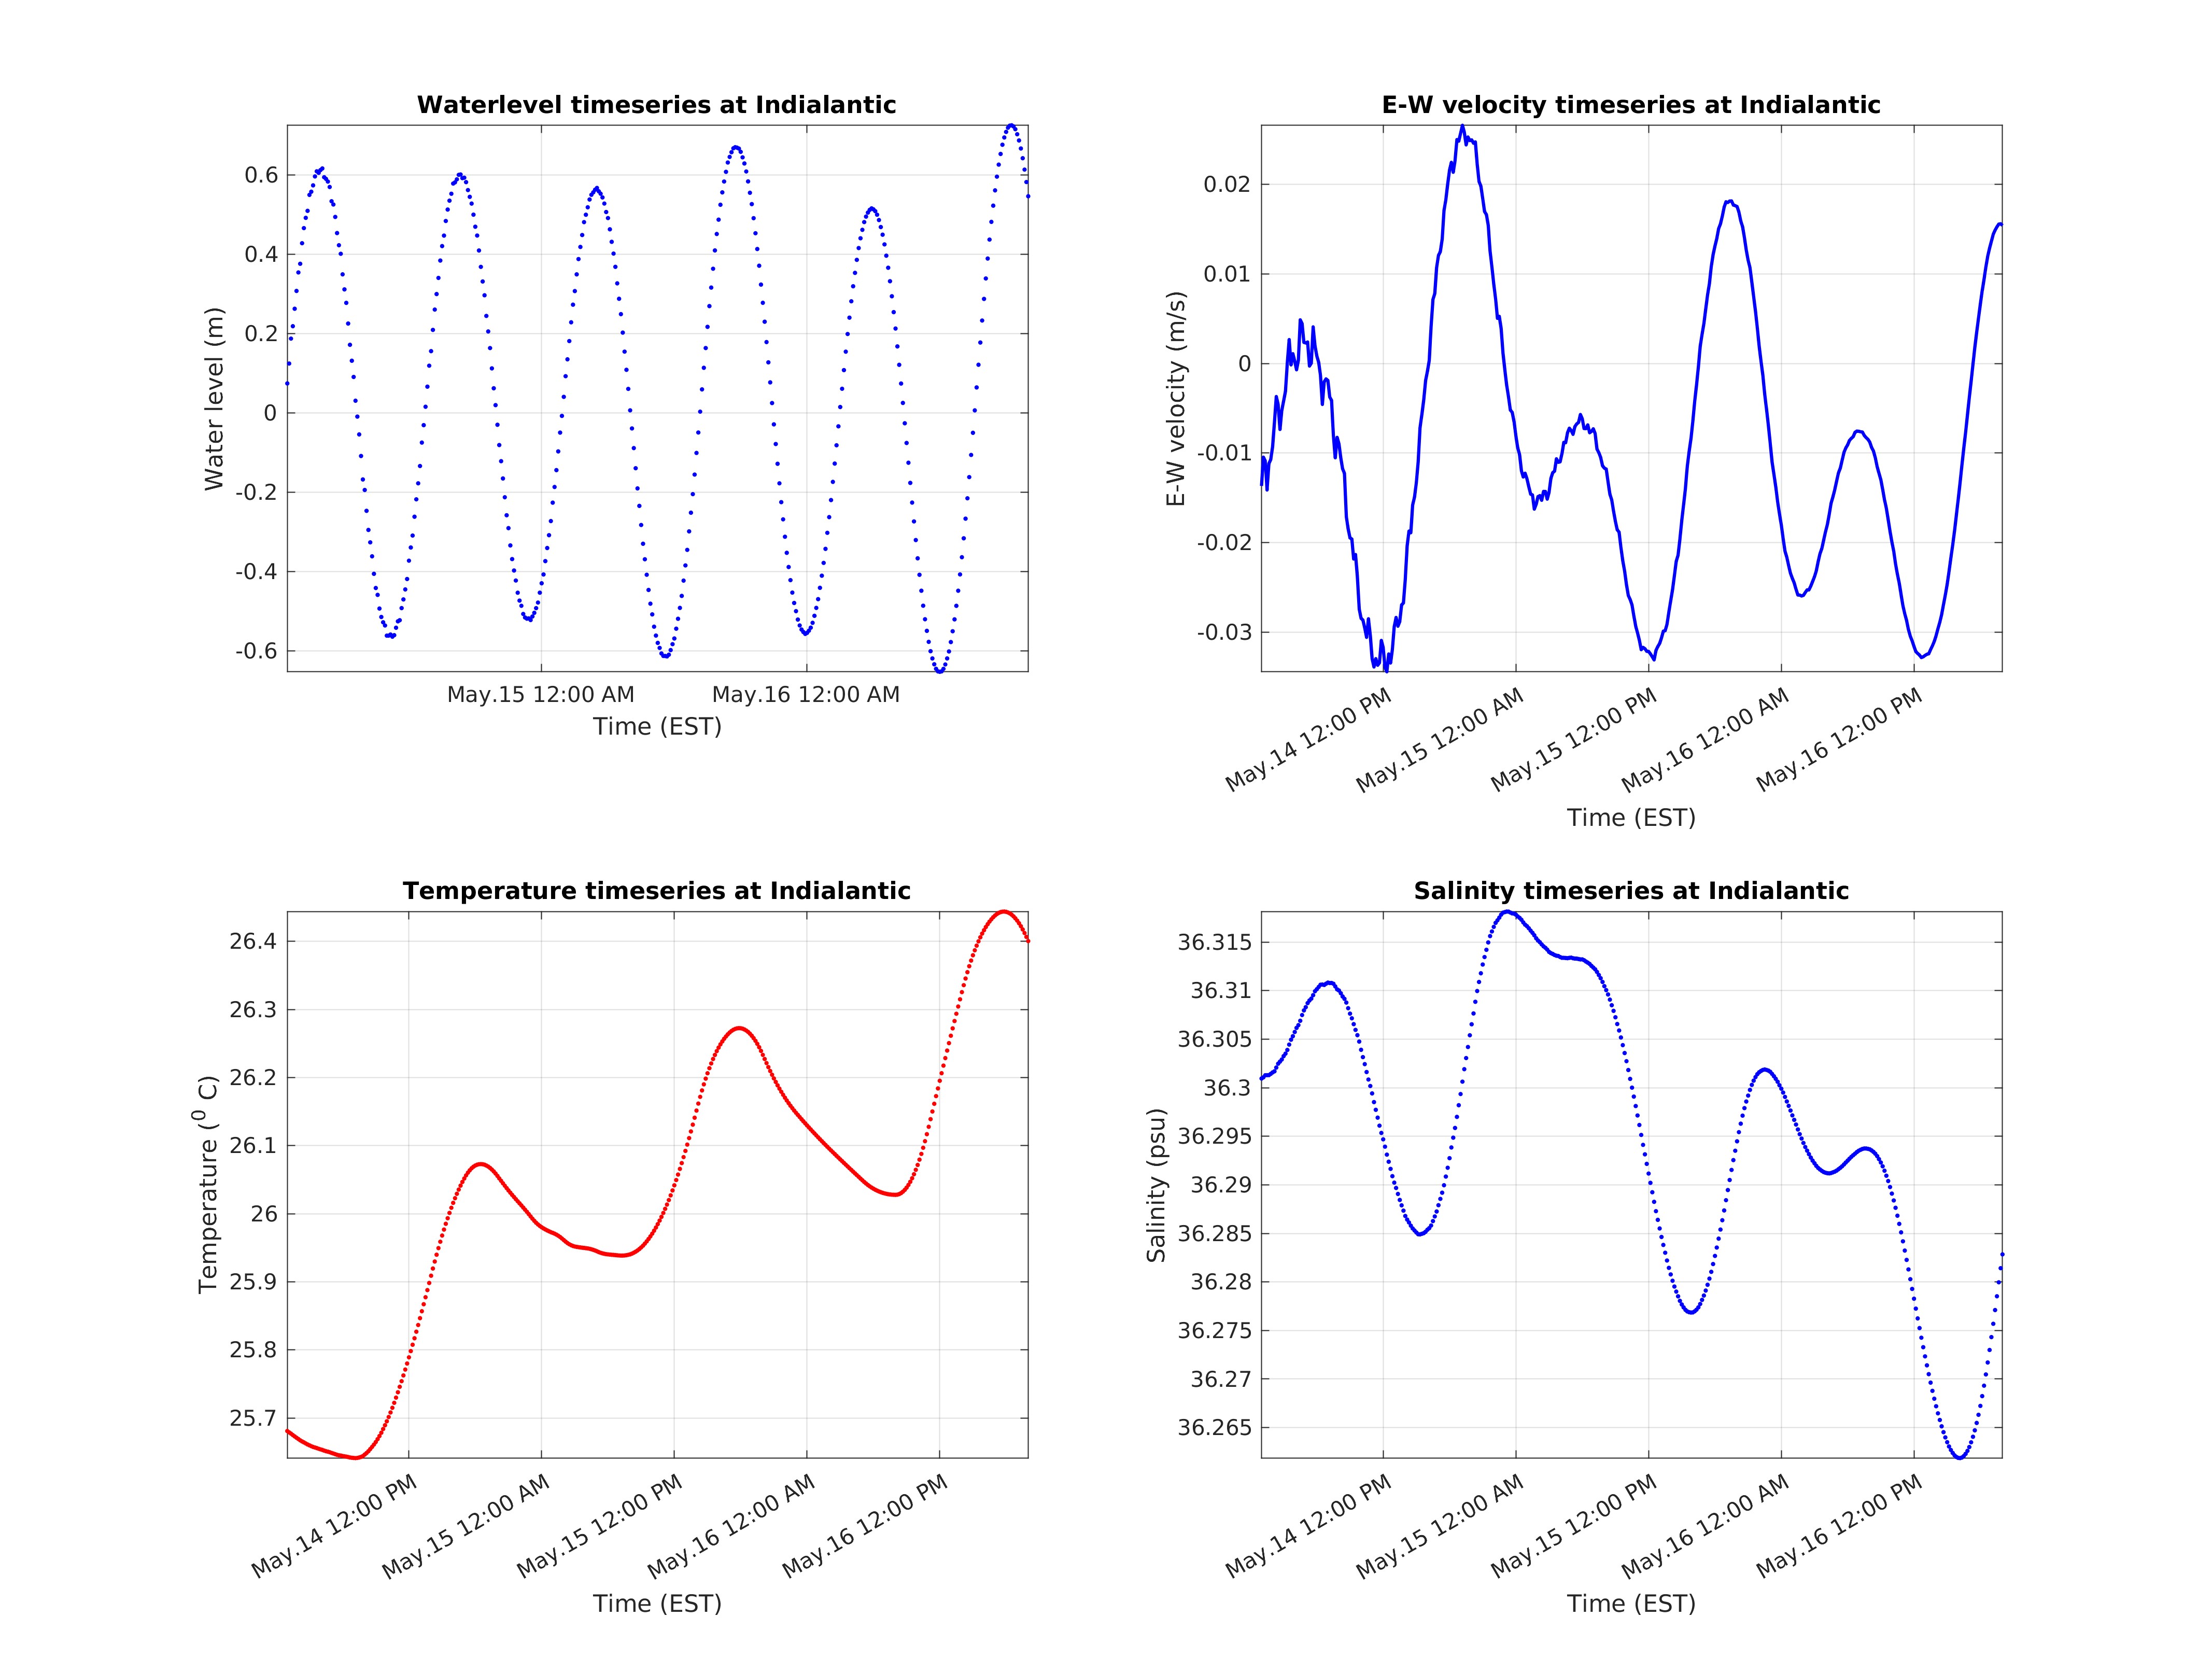 Waterlevel timeseries at Indialantic
0.6
0.4
0.2
0
-0.2
-0.4
-0.6
Water level (m)
May.15 12:00 AM
May.16 12:00 AM
Time (EST)
E-W velocity timeseries at Indialantic
0.02
0.01
0
-0.01
-0.02
-0.03
E-W velocity (m/s)
May.14 12:00 PM
May.15 12:00 AM
May.15 12:00 PM
May.16 12:00 AM
May.16 12:00 PM
Time (EST)
Temperature timeseries at Indialantic
26.4
26.3
26.2
26.1
26
25.9
25.8
25.7
Temperature (⁰ C)
May.14 12:00 PM
May.15 12:00 AM
May.15 12:00 PM
May.16 12:00 AM
May.16 12:00 PM
Time (EST)
Salinity timeseries at Indialantic
36.315
36.31
36.305
36.3
36.295
36.29
36.285
36.28
36.275
36.27
36.265
Salinity (psu)
May.14 12:00 PM
May.15 12:00 AM
May.15 12:00 PM
May.16 12:00 AM
May.16 12:00 PM
Time (EST)